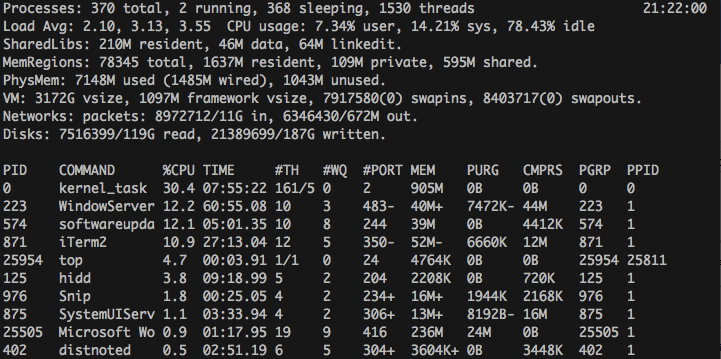 Processes: 370 total, 2 running, 368 sleeping, 1530 threads 21:22:00
Load Avg: 2.10, 3.13, 3.55 CPU usage: 7.34% user, 14.21% sys, 78.43% idle
SharedLibs: 210M resident, 46M data, 64M linkedit.
MemRegions: 78345 total, 1637M resident, 109M private, 595M shared.
PhysMem: 7148M used (1485M wired), 1043M unused.
VM: 3172G vsize, 1097M framework vsize, 7917580(0) swapins, 8403717(0) swapouts.
Networks: packets: 8972712/11G in, 6346430/672M out.
Disks: 7516399/119G read, 21389699/187G written.
PID COMMAND %CPU TIME #TH #WQ #PORT MEM PURG CMPRS PGRP PPID
0 kernel_task 30.4 07:55:22 161/5 0 2 905M 0B 0B 0 0
223 WindowServer 12.2 60:55.08 10 3 483- 40M+ 7472K- 44M 223 1
574 softwareupda 12.1 05:01.35 10 8 244 39M 0B 4412K 574 1
871 iTerm2 10.9 27:13.04 12 5 350- 52M- 6660K 12M 871 1
25954 top 4.7 00:03.91 1/1 0 24 4764K 0B 0B 25954 25811
125 hidd 3.8 09:18.99 5 2 204 2208K 0B 720K 125 1
976 Snip 1.8 00:25.05 4 2 234+ 16M+ 1944K 2168K 976 1
875 SystemUIServ 1.1 03:33.94 4 2 306+ 13M+ 8192B- 16M 875 1
25505 Microsoft Wo 0.9 01:17.95 19 9 416 236M 24M 0B 25505 1
402 distnoted 0.5 02:51.19 6 5 304+ 3604K+ 0B 3448K 402 1